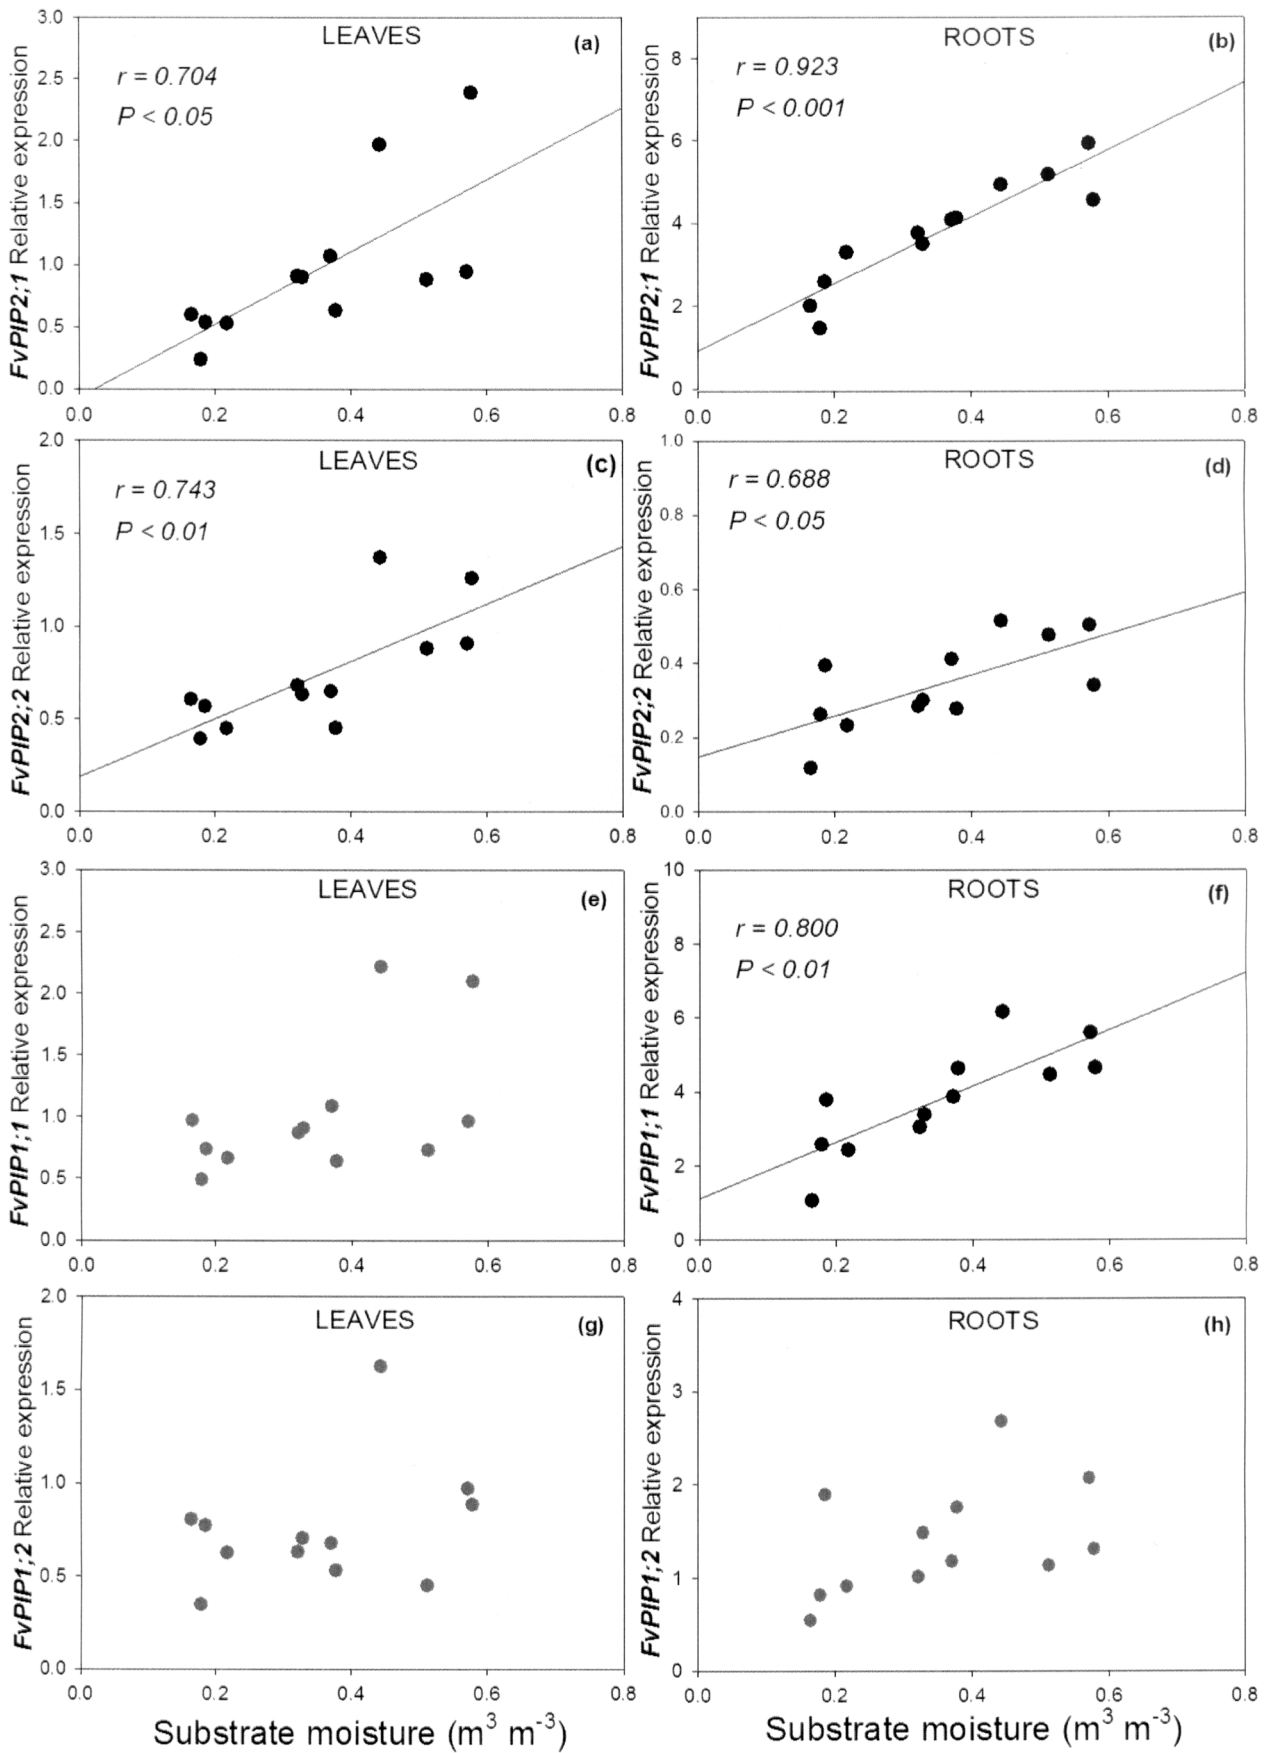 LEAVES
(a)
r = 0.704
P < 0.05
FvPIP2;1 Relative expression
3.0
2.5
2.0
1.5
1.0
0.5
0.0
0.0 0.2 0.4 0.6 0.8
ROOTS
(b)
r = 0.923
P < 0.001
FvPIP2;1 Relative expression
8
6
4
2
0
0.0 0.2 0.4 0.6 0.8
LEAVES
(c)
r = 0.743
P < 0.01
FvPIP2;2 Relative expression
2.0
1.5
1.0
0.5
0.0
0.0 0.2 0.4 0.6 0.8
ROOTS
(d)
r = 0.688
P < 0.05
FvPIP2;2 Relative expression
1.0
0.8
0.6
0.4
0.2
0.0
0.0 0.2 0.4 0.6 0.8
LEAVES
(e)
FvPIP1;1 Relative expression
3.0
2.5
2.0
1.5
1.0
0.5
0.0
0.0 0.2 0.4 0.6 0.8
ROOTS
(f)
r = 0.800
P < 0.01
FvPIP1;1 Relative expression
10
8
6
4
2
0
0.0 0.2 0.4 0.6 0.8
LEAVES
(g)
FvPIP1;2 Relative expression
2.0
1.5
1.0
0.5
0.0
0.0 0.2 0.4 0.6 0.8
Substrate moisture (m³ m⁻³)
ROOTS
(h)
FvPIP1;2 Relative expression
4
3
2
1
0
0.0 0.2 0.4 0.6 0.8
Substrate moisture (m³ m⁻³)